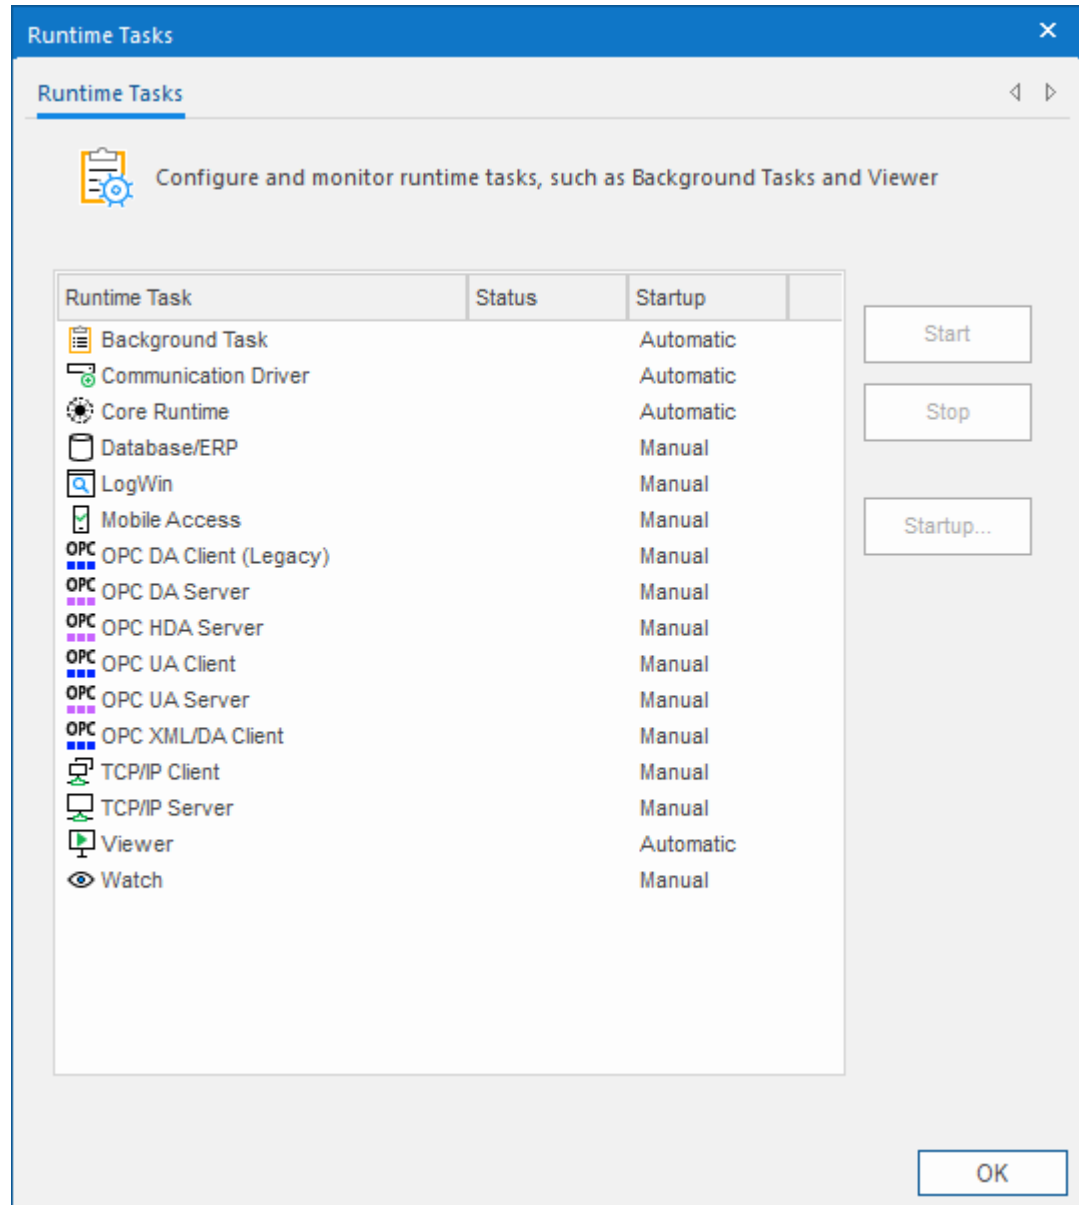 Runtime Tasks
Runtime Tasks
Configure and monitor runtime tasks, such as Background Tasks and Viewer
Runtime Task Status Startup
Background Task Automatic
Communication Driver Automatic
Core Runtime Automatic
Database/ERP Manual
LogWin Manual
Mobile Access Manual
OPC OPC DA Client (Legacy) Manual
OPC OPC DA Server Manual
OPC OPC HDA Server Manual
OPC OPC UA Client Manual
OPC OPC UA Server Manual
OPC OPC XML/DA Client Manual
TCP/IP Client Manual
TCP/IP Server Manual
Viewer Automatic
Watch Manual
Start
Stop
Startup...
OK